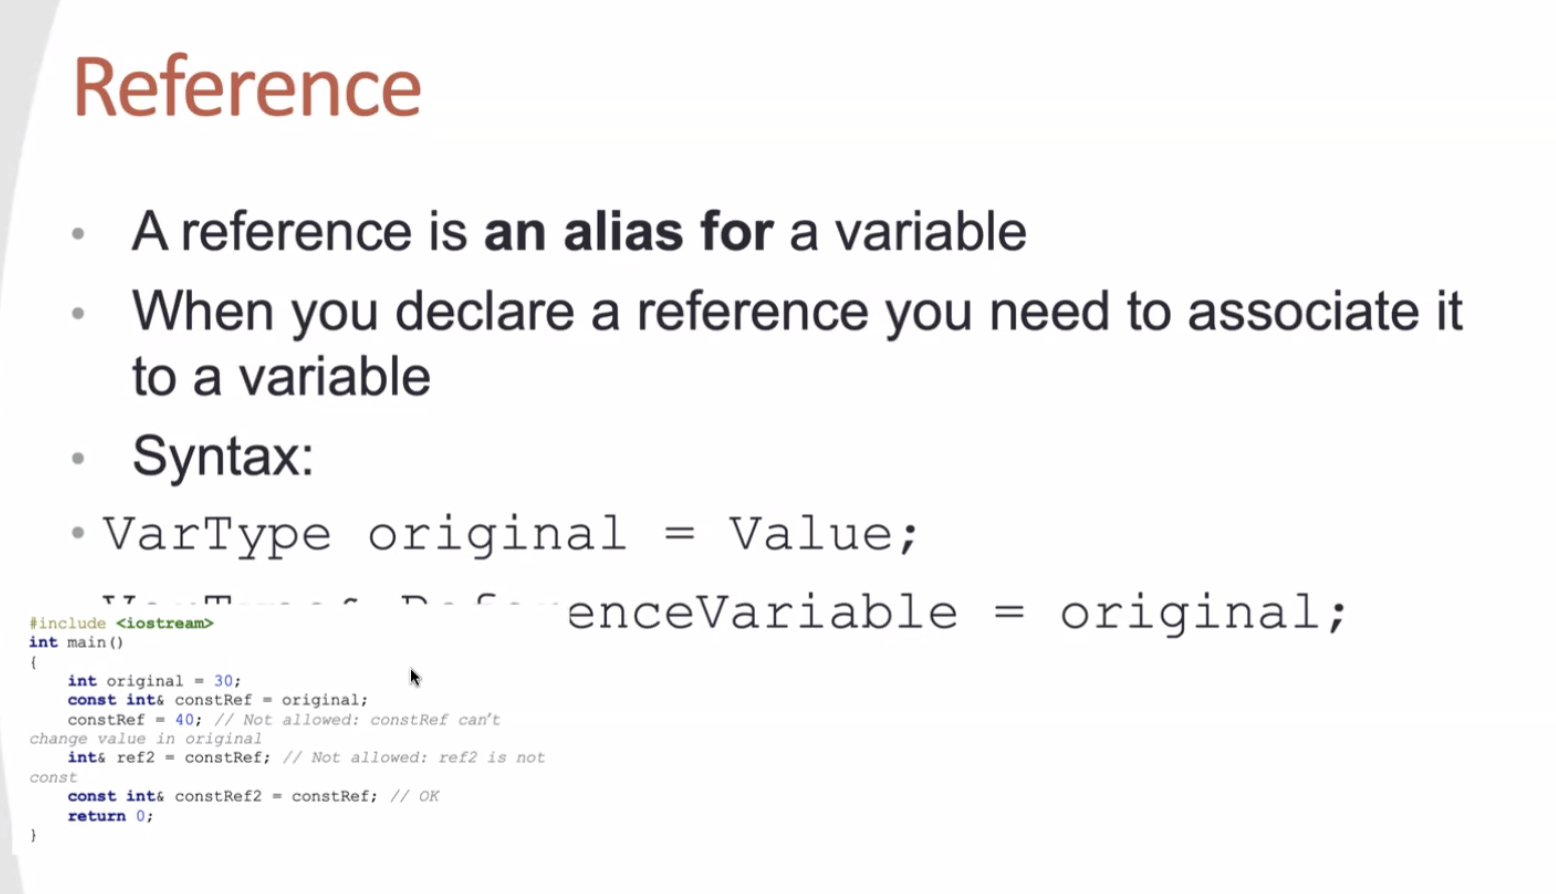 Reference
• A reference is an alias for a variable
• When you declare a reference you need to associate it
to a variable
• Syntax:
• VarType original = Value;
enceVariable = original;
#include <iostream>
int main()
{
    int original = 30;
    const int& constRef = original;
    constRef = 40; // Not allowed: constRef can't
change value in original
    int& ref2 = constRef; // Not allowed: ref2 is not
const
    const int& constRef2 = constRef; // OK
    return 0;
}